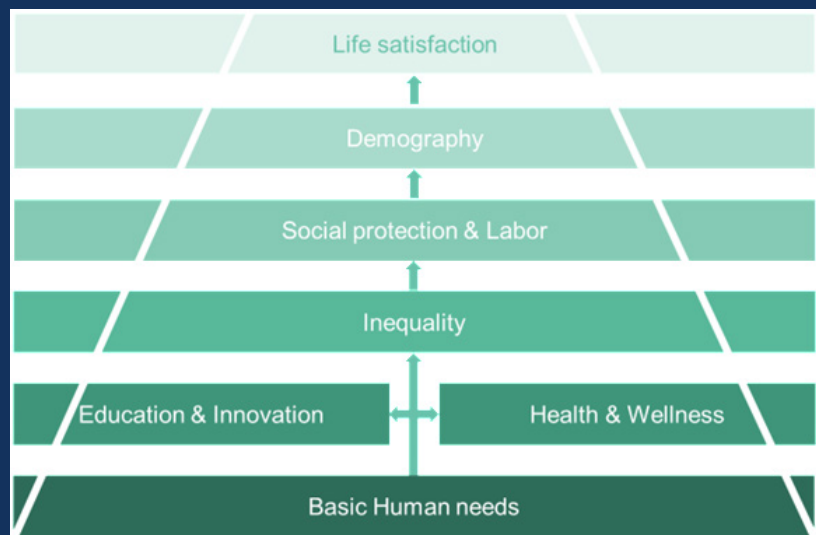 Life satisfaction
Demography
Social protection & Labor
Inequality
Education & Innovation
Health & Wellness
Basic Human needs